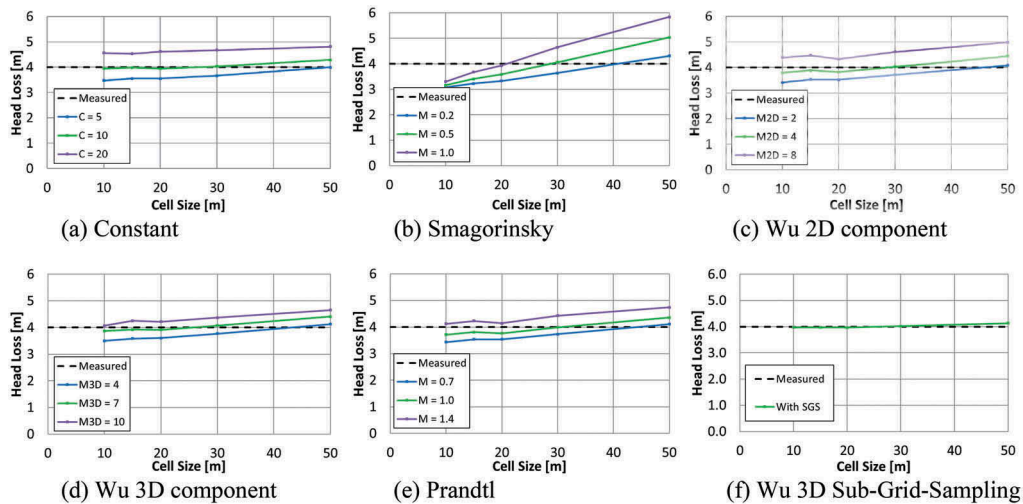 6
5
4
3
2
1
0
Head Loss [m]
Measured
C = 5
C = 10
C = 20
0 10 20 30 40 50
Cell Size [m]
(a) Constant
6
5
4
3
2
1
0
Head Loss [m]
Measured
M = 0.2
M = 0.5
M = 1.0
0 10 20 30 40 50
Cell Size [m]
(b) Smagorinsky
6
5
4
3
2
1
0
Head Loss [m]
Measured
M2D = 2
M2D = 4
M2D = 8
0 10 20 30 40 50
Cell Size [m]
(c) Wu 2D component
6
5
4
3
2
1
0
Head Loss [m]
Measured
M3D = 4
M3D = 7
M3D = 10
0 10 20 30 40 50
Cell Size [m]
(d) Wu 3D component
6
5
4
3
2
1
0
Head Loss [m]
Measured
M = 0.7
M = 1.0
M = 1.4
0 10 20 30 40 50
Cell Size [m]
(e) Prandtl
6.0
5.0
4.0
3.0
2.0
1.0
0.0
Head Loss [m]
Measured
With SGS
0 10 20 30 40 50
Cell Size [m]
(f) Wu 3D Sub-Grid-Sampling